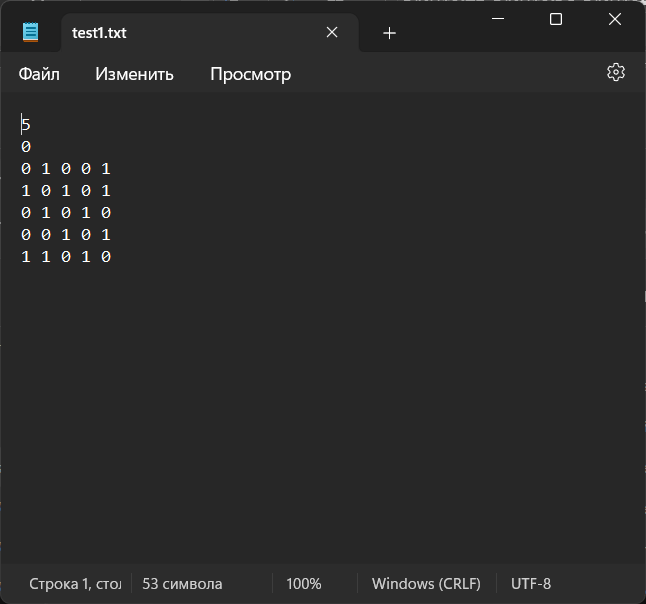 test1.txt
Файл Изменить Просмотр
5
0
0 1 0 0 1
1 0 1 0 1
0 1 0 1 0
0 0 1 0 1
1 1 0 1 0
Строка 1, 53 символа 100% Windows (CRLF) UTF-8